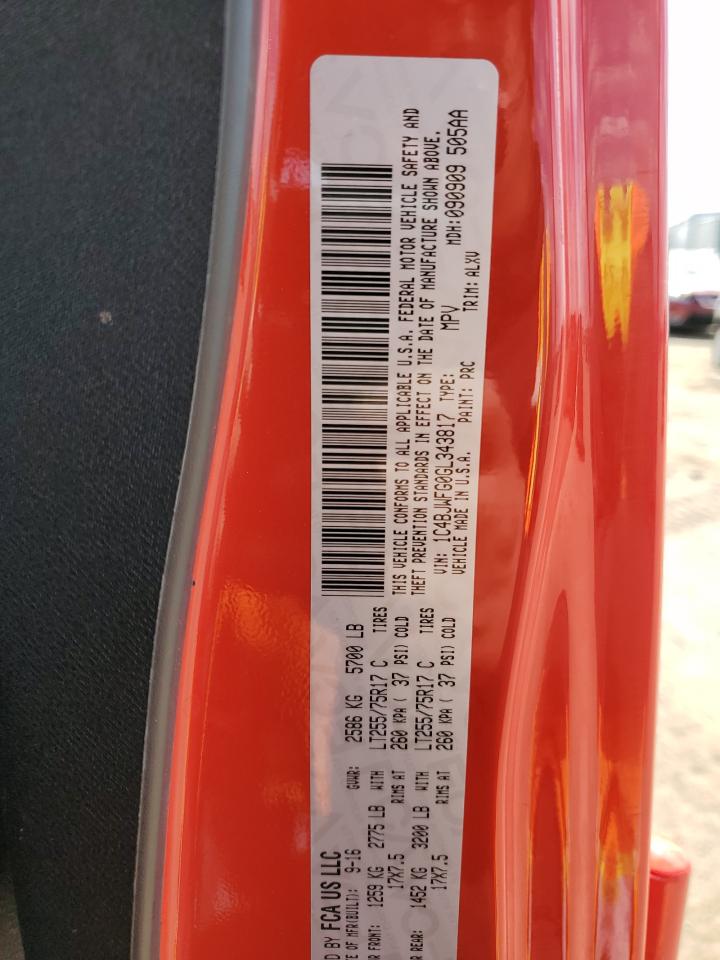 D BY FCA US LLC
E OF MFR(BUILT): 9-16 GVWR: 2586 KG 5700 LB
R FRONT: 1259 KG 2775 LB WITH LT255/75R17 C TIRES
17X7.5 RIMS AT 260 KPA ( 37 PSI) COLD
R REAR: 1452 KG 3200 LB WITH LT255/75R17 C TIRES
17X7.5 RIMS AT 260 KPA ( 37 PSI) COLD
THIS VEHICLE CONFORMS TO ALL APPLICABLE U.S.A. FEDERAL MOTOR VEHICLE SAFETY AND
THEFT PREVENTION STANDARDS IN EFFECT ON THE DATE OF MANUFACTURE SHOWN ABOVE.
VIN: 1C4BJWFG0GL343817 TYPE: MPV MDH:090909 505AA
VEHICLE MADE IN U.S.A. PAINT: PRC TRIM: ALXV